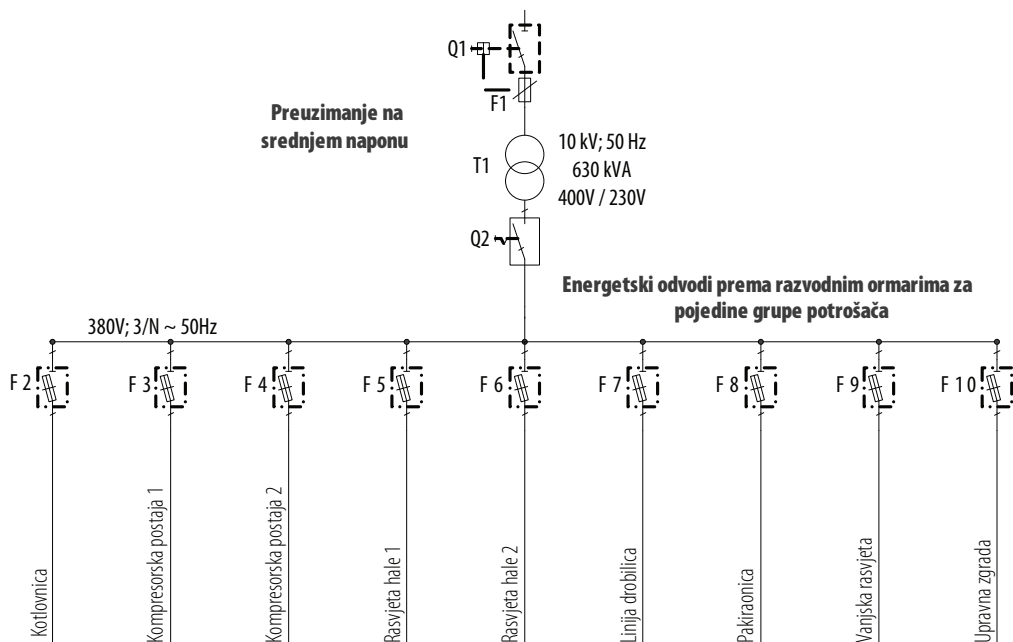 Q1
F1
Preuzimanje na
srednjem naponu
T1
10 kV; 50 Hz
630 kVA
400V / 230V
Q2
Energetski odvodi prema razvodnim ormarima za
pojedine grupe potrošača
380V; 3/N ~ 50Hz
F 2
F 3
F 4
F 5
F 6
F 7
F 8
F 9
F 10
Kotlovnica
Kompresorska postaja 1
Kompresorska postaja 2
Rasvjeta hale 1
Rasvjeta hale 2
Linija drobilica
Pakiraonica
Vanjska rasvjeta
Upravna zgrada